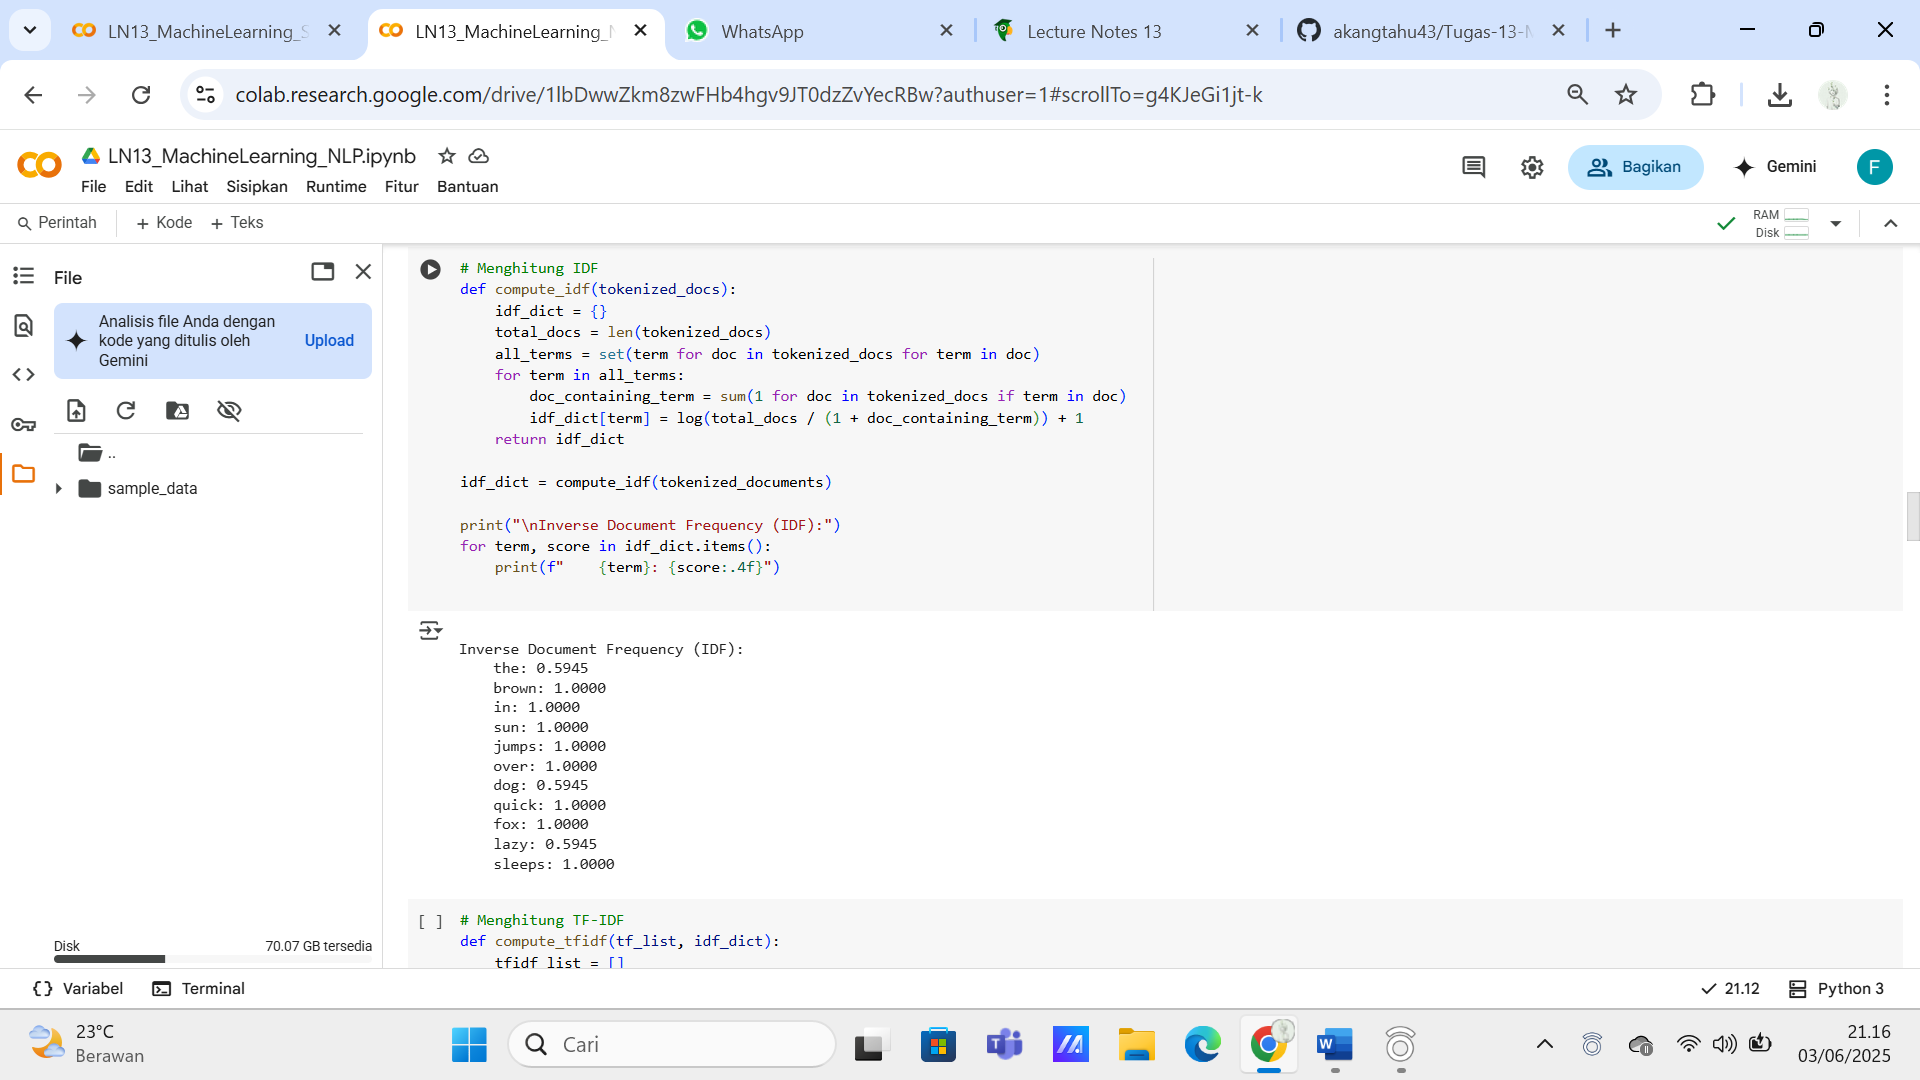 LN13_MachineLearning_S
LN13_MachineLearning_N
WhatsApp
Lecture Notes 13
akangtahu43/Tugas-13-M
colab.research.google.com/drive/1lbDwwZkm8zwFHb4hgv9JT0dzZvYecRBw?authuser=1#scrollTo=g4KJeGi1jt-k
LN13_MachineLearning_NLP.ipynb
File Edit Lihat Sisipkan Runtime Fitur Bantuan
Bagikan
Gemini
F
Perintah
+ Kode + Teks
RAM
Disk
File
Analisis file Anda dengan
kode yang ditulis oleh
Gemini
Upload
..
sample_data
Disk 70.07 GB tersedia
# Menghitung IDF
def compute_idf(tokenized_docs):
    idf_dict = {}
    total_docs = len(tokenized_docs)
    all_terms = set(term for doc in tokenized_docs for term in doc)
    for term in all_terms:
        doc_containing_term = sum(1 for doc in tokenized_docs if term in doc)
        idf_dict[term] = log(total_docs / (1 + doc_containing_term)) + 1
    return idf_dict
idf_dict = compute_idf(tokenized_documents)
print("\nInverse Document Frequency (IDF):")
for term, score in idf_dict.items():
    print(f"    {term}: {score:.4f}")
Inverse Document Frequency (IDF):
    the: 0.5945
    brown: 1.0000
    in: 1.0000
    sun: 1.0000
    jumps: 1.0000
    over: 1.0000
    dog: 0.5945
    quick: 1.0000
    fox: 1.0000
    lazy: 0.5945
    sleeps: 1.0000
[ ] # Menghitung TF-IDF
def compute_tfidf(tf_list, idf_dict):
    tfidf_list = []
Variabel
Terminal
21.12
Python 3
23°C
Berawan
Cari
21.16
03/06/2025